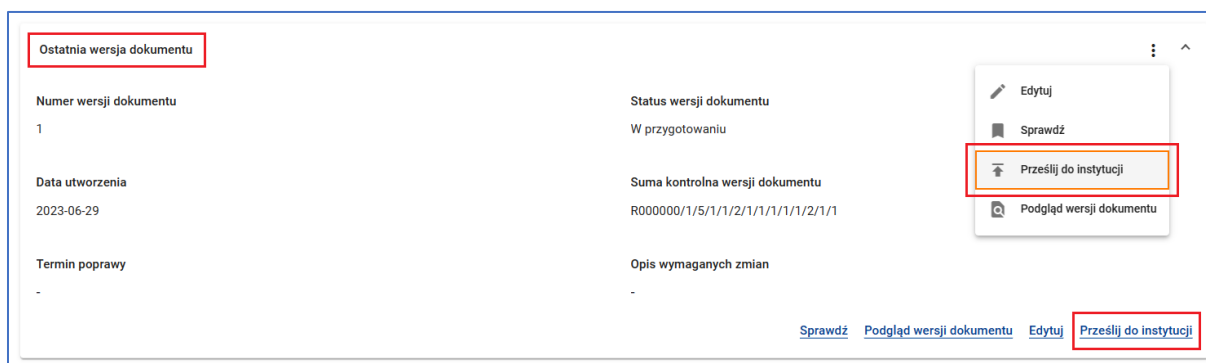 Ostatnia wersja dokumentu
Edytuj
Numer wersji dokumentu
Status wersji dokumentu
1
W przygotowaniu
Sprawdź
Prześlij do instytucji
Data utworzenia
Suma kontrolna wersji dokumentu
2023-06-29
R000000/1/5/1/1/2/1/1/1/1/1/2/1/1
Podgląd wersji dokumentu
Termin poprawy
Opis wymaganych zmian
-
-
Sprawdź Podgląd wersji dokumentu Edytuj Prześlij do instytucji